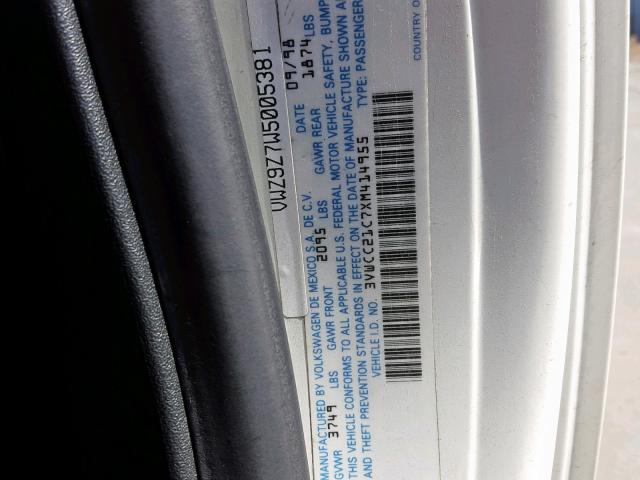 VWZ9Z7W5005381
MANUFACTURED BY VOLKSWAGEN DE MEXICO S.A. DE C.V. DATE 09/98
GVWR 3749 LBS GAWR FRONT 2095 LBS GAWR REAR 1874 LBS
THIS VEHICLE CONFORMS TO ALL APPLICABLE U.S. FEDERAL MOTOR VEHICLE SAFETY, BUMP
AND THEFT PREVENTION STANDARDS IN EFFECT ON THE DATE OF MANUFACTURE SHOWN A
VEHICLE I.D. NO. 3VWCC21C7XM414955 TYPE: PASSENGER
COUNTRY O